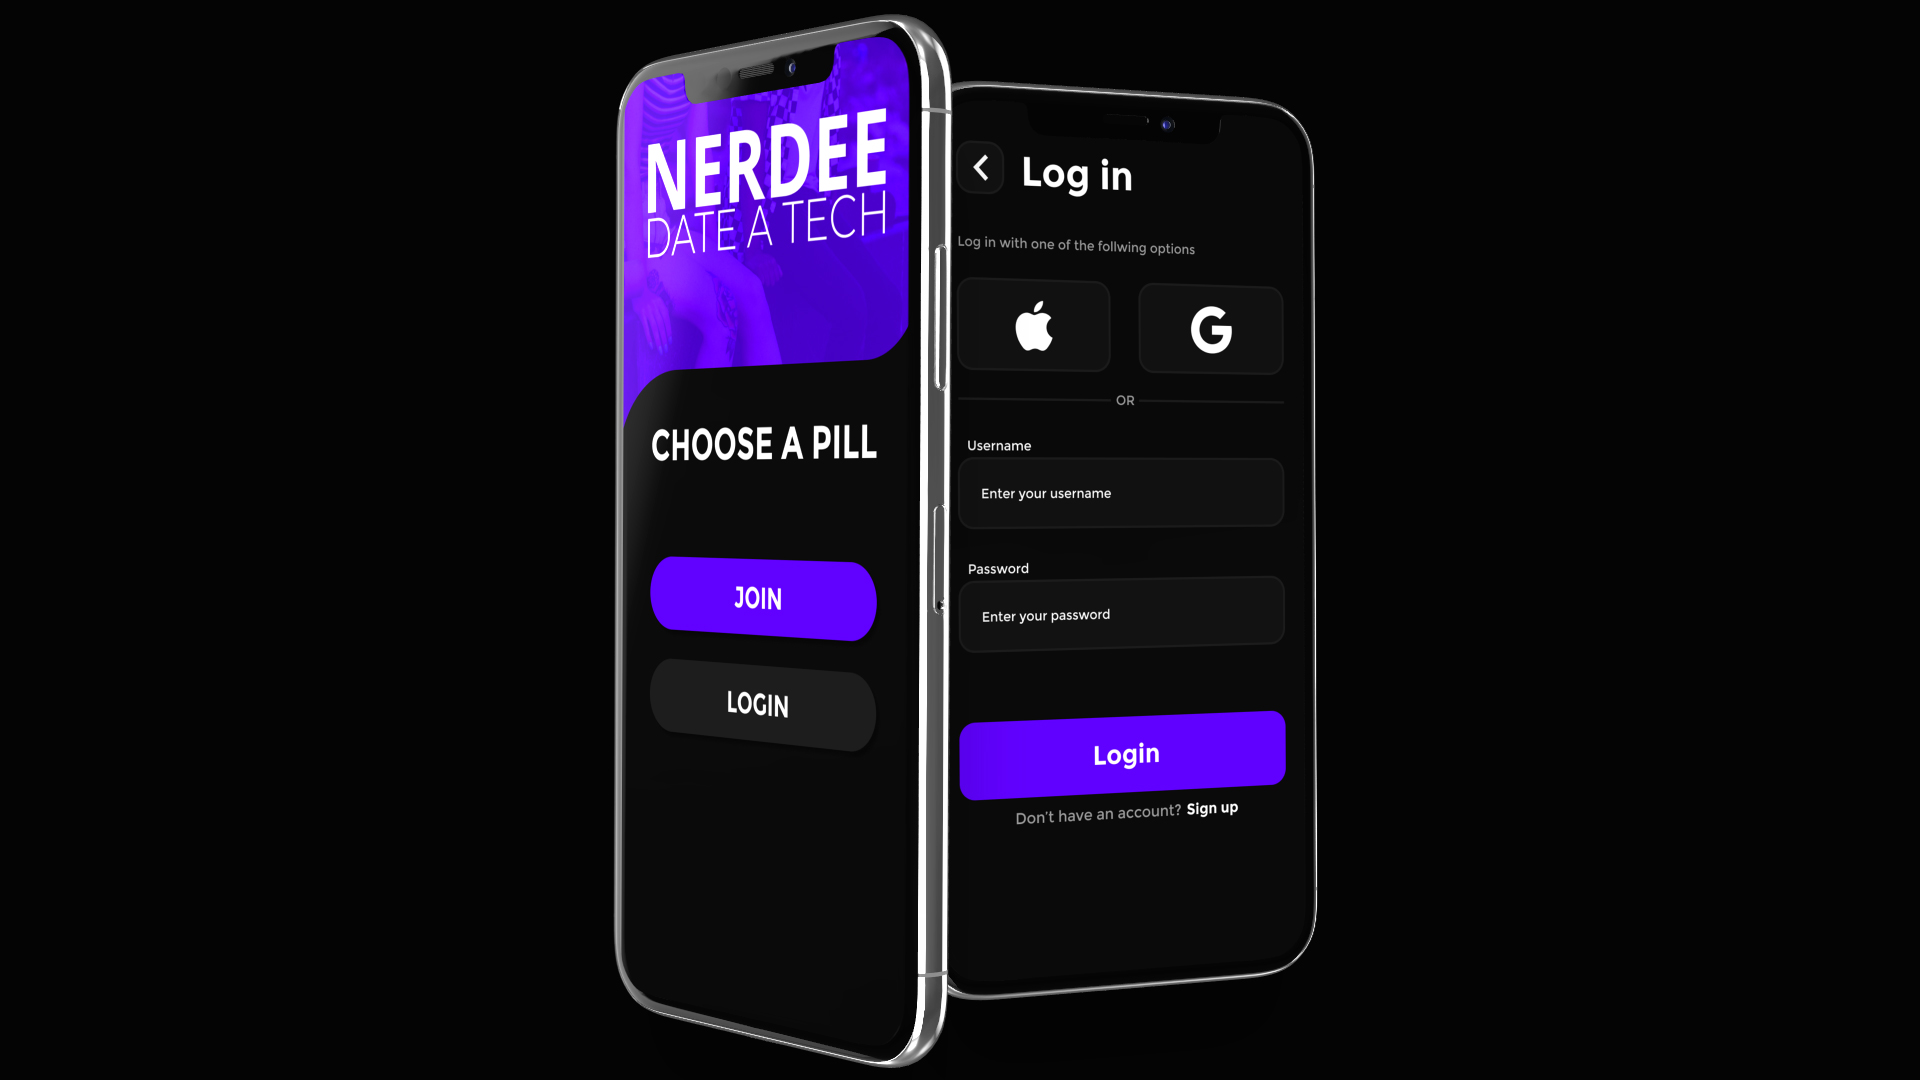 NERDEE
DATE A TECH
CHOOSE A PILL
JOIN
LOGIN
Log in
Log in with one of the follwing options
G
OR
Username
Enter your username
Password
Enter your password
Login
Don't have an account? Sign up